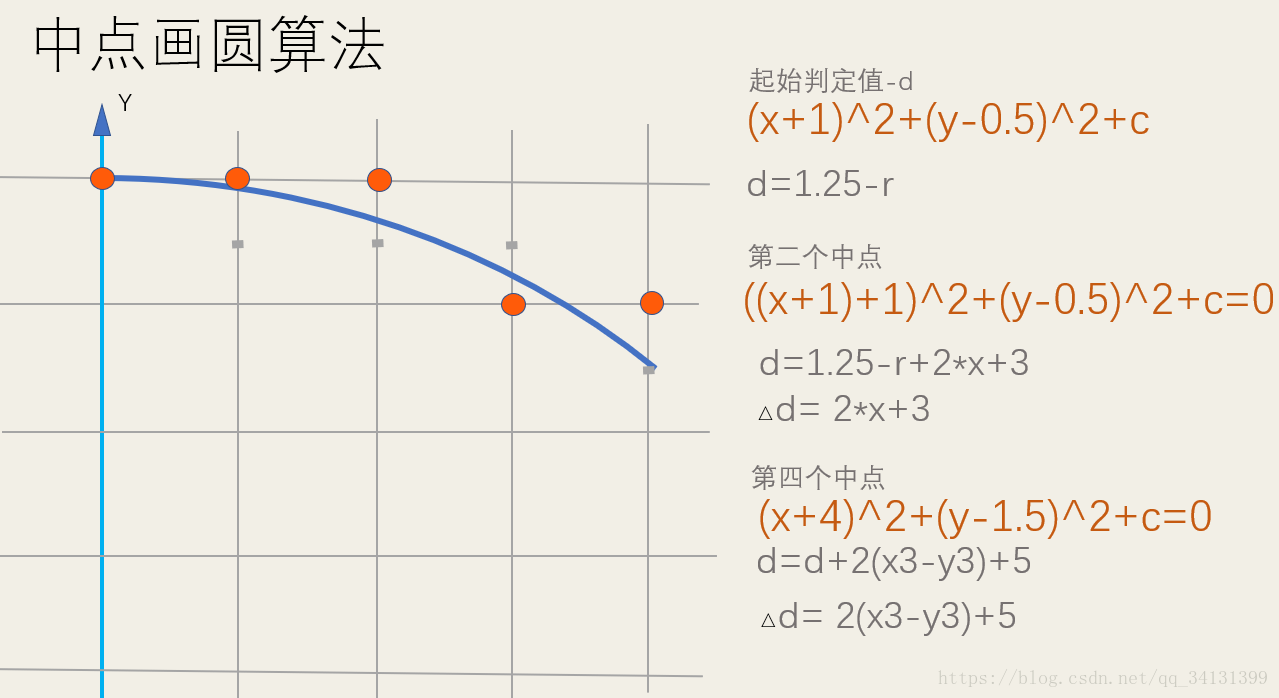 中点画圆算法
Y
起始判定值-d
(x+1)^2+(y-0.5)^2+c
d=1.25-r
第二个中点
((x+1)+1)^2+(y-0.5)^2+c=0
d=1.25-r+2*x+3
△d= 2*x+3
第四个中点
(x+4)^2+(y-1.5)^2+c=0
d=d+2(x3-y3)+5
△d= 2(x3-y3)+5
https://blog.csdn.net/qq_34131399